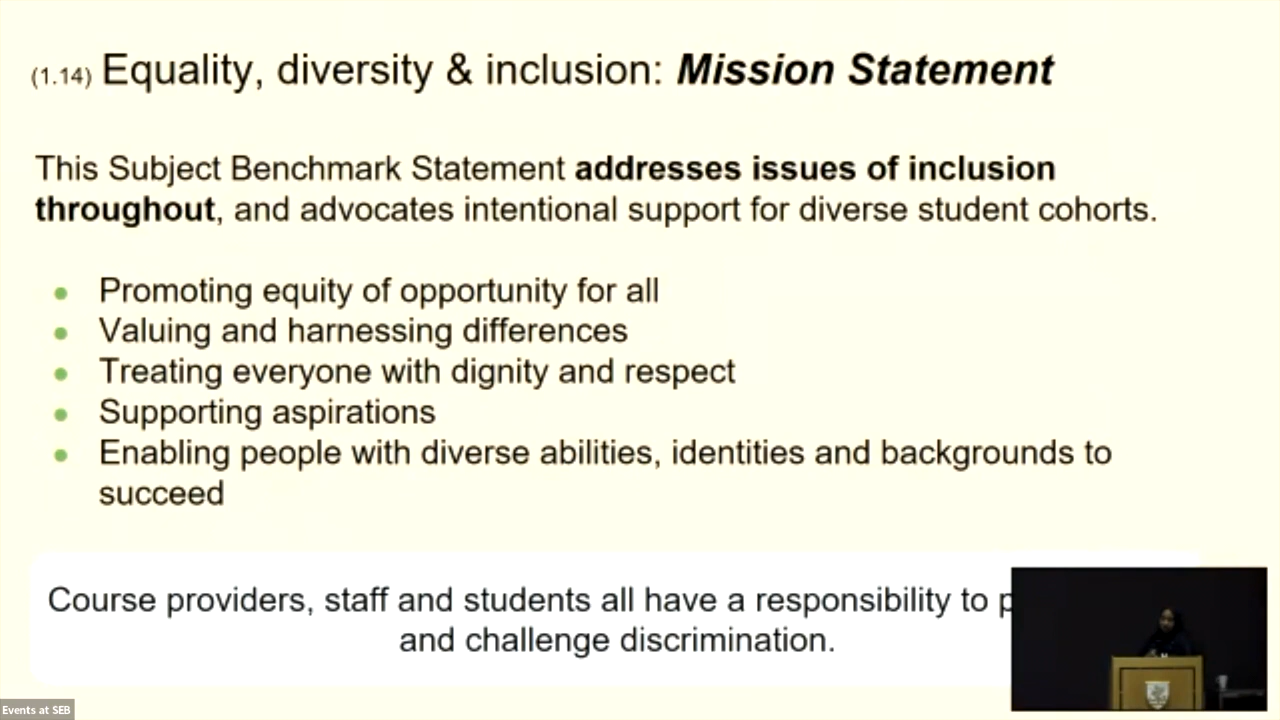 (1.14) Equality, diversity & inclusion: Mission Statement
This Subject Benchmark Statement addresses issues of inclusion
throughout, and advocates intentional support for diverse student cohorts.
Promoting equity of opportunity for all
Valuing and harnessing differences
Treating everyone with dignity and respect
Supporting aspirations
Enabling people with diverse abilities, identities and backgrounds to
succeed
Course providers, staff and students all have a responsibility to
and challenge discrimination.
Events at SEB